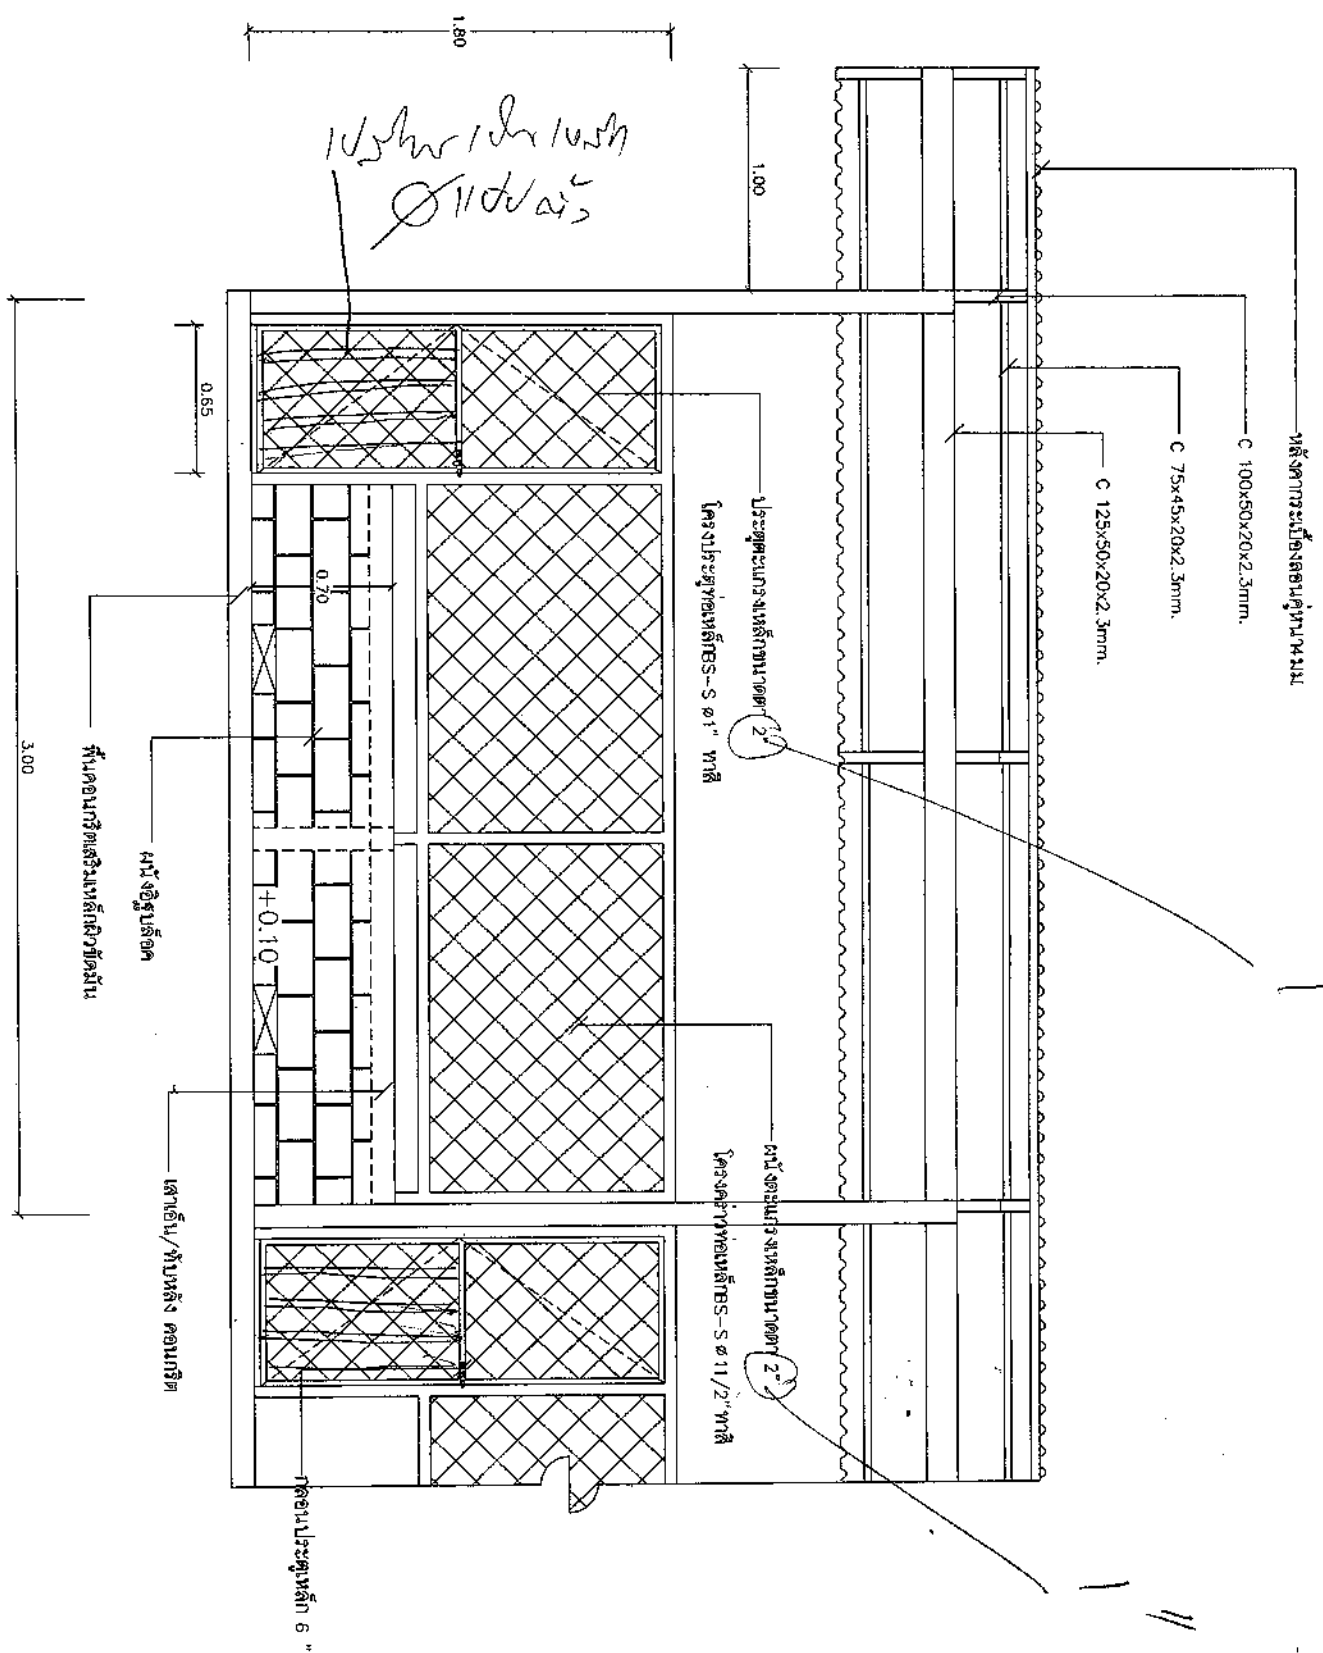 หลังคากระเบื้องลอนคู่หนา4มม
C 100x50x20x2.3mm.
C 75x45x20x2.3mm.
C 125x50x20x2.3mm.
ประตูตะแกรงเหล็กขนาดตา 2"
โครงประตูท่อเหล็กBS-S ø1" ทาสี
ผนังตะแกรงเหล็กขนาดตา 2"
โครงคร่าวท่อเหล็กBS-S ø11/2"ทาสี
1.00
1.80
0.65
0.70
+0.10
3.00
พื้นคอนกรีตเสริมเหล็กผิวขัดมัน
ผนังอิฐบล็อค
เสาเอ็น/ทับหลัง คอนกรีต
กลอนประตูเหล็ก 6 "